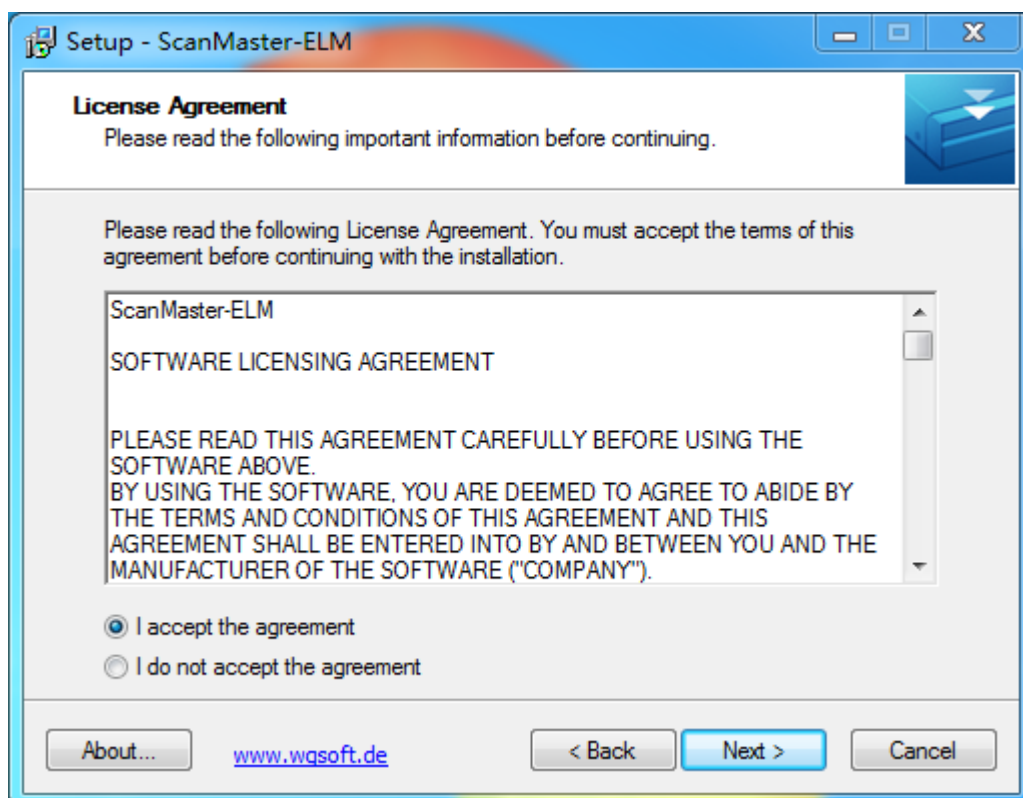 Setup - ScanMaster-ELM
License Agreement
Please read the following important information before continuing.
Please read the following License Agreement. You must accept the terms of this
agreement before continuing with the installation.
ScanMaster-ELM
SOFTWARE LICENSING AGREEMENT
PLEASE READ THIS AGREEMENT CAREFULLY BEFORE USING THE
SOFTWARE ABOVE.
BY USING THE SOFTWARE, YOU ARE DEEMED TO AGREE TO ABIDE BY
THE TERMS AND CONDITIONS OF THIS AGREEMENT AND THIS
AGREEMENT SHALL BE ENTERED INTO BY AND BETWEEN YOU AND THE
MANUFACTURER OF THE SOFTWARE ("COMPANY").
I accept the agreement
I do not accept the agreement
About... www.wgsoft.de < Back Next > Cancel